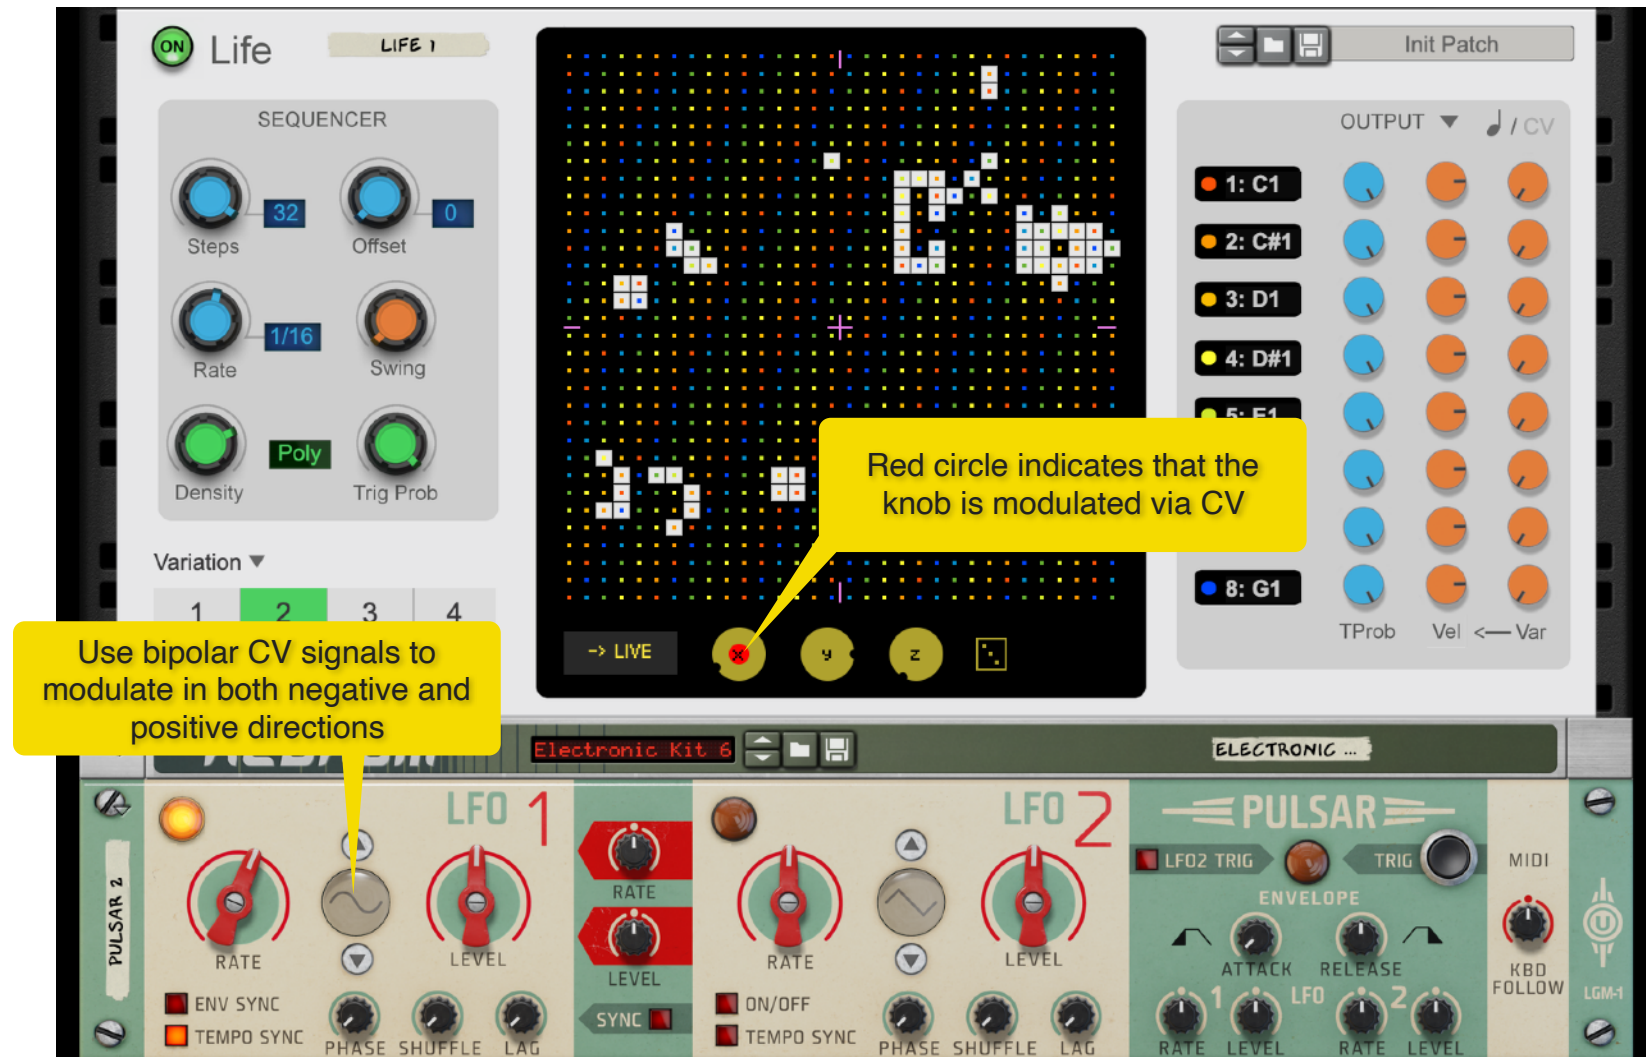 ON Life LIFE 1
Init Patch
SEQUENCER
32 0
Steps Offset
1/16
Rate Swing
Poly
Density Trig Prob
Variation
1 2 3 4
OUTPUT / CV
1: C1
2: C#1
3: D1
4: D#1
5: E1
8: G1
TProb Vel <— Var
Red circle indicates that the
knob is modulated via CV
-> LIVE x y z
Use bipolar CV signals to
modulate in both negative and
positive directions
Electronic Kit 6
ELECTRONIC ...
PULSAR 2
LFO 1
RATE LEVEL
ENV SYNC
TEMPO SYNC
PHASE SHUFFLE LAG
RATE
LEVEL
SYNC
LFO 2
RATE LEVEL
ON/OFF
TEMPO SYNC
PHASE SHUFFLE LAG
PULSAR
LFO2 TRIG TRIG
ENVELOPE
ATTACK RELEASE
1 LFO 2
RATE LEVEL RATE LEVEL
MIDI
KBD
FOLLOW
LGM-1